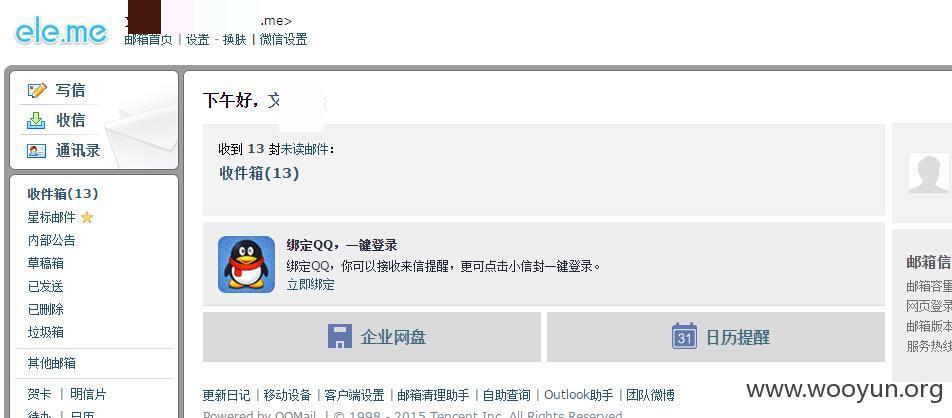 ele.me
.me>
邮箱首页 | 设置 - 换肤 | 微信设置
写信
收信
通讯录
收件箱(13)
星标邮件
内部公告
草稿箱
已发送
已删除
垃圾箱
其他邮箱
贺卡 | 明信片
待办 | 日历
下午好，文
收到 13 封未读邮件：
收件箱(13)
绑定QQ，一键登录
绑定QQ，你可以接收来信提醒，更可点击小信封一键登录。
立即绑定
企业网盘
31 日历提醒
更新日记 | 移动设备 | 客户端设置 | 邮箱清理助手 | 自助查询 | Outlook助手 | 团队微博
Powered by QQMail | © 1998 - 2015 Tencent Inc. All Rights Reserved
邮箱信
邮箱容量
网页登录
邮箱版本
服务热线
www.wooyun.org